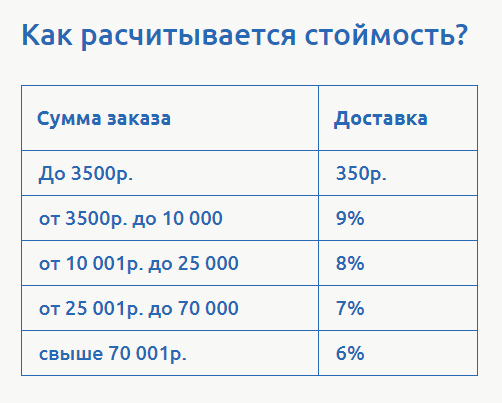 Как расчитывается стоймость?
Сумма заказа Доставка
До 3500р. 350р.
от 3500р. до 10 000 9%
от 10 001р. до 25 000 8%
от 25 001р. до 70 000 7%
свыше 70 001р. 6%